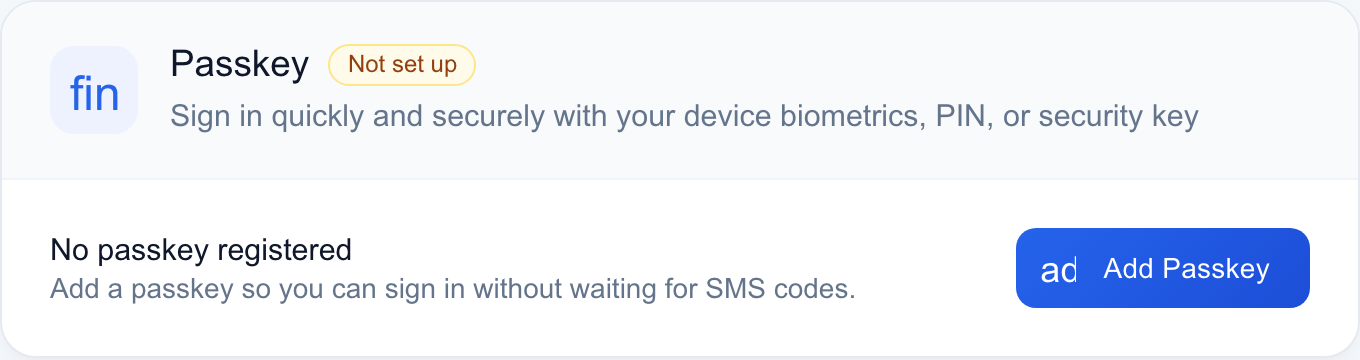 fin
Passkey
Not set up
Sign in quickly and securely with your device biometrics, PIN, or security key
No passkey registered
Add a passkey so you can sign in without waiting for SMS codes.
ad
Add Passkey